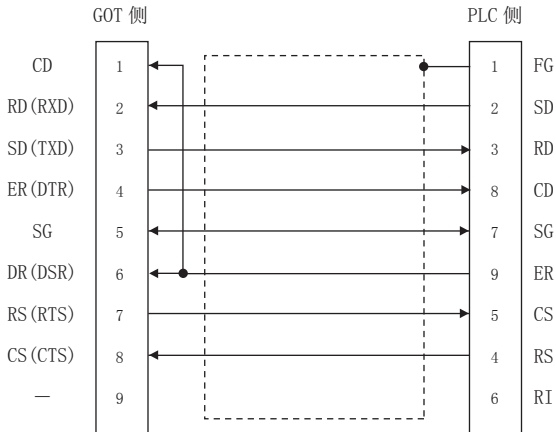 GOT 侧 PLC 侧
CD 1 1 FG
RD(RXD) 2 2 SD
SD(TXD) 3 3 RD
ER(DTR) 4 8 CD
SG 5 7 SG
DR(DSR) 6 9 ER
RS(RTS) 7 5 CS
CS(CTS) 8 4 RS
— 9 6 RI